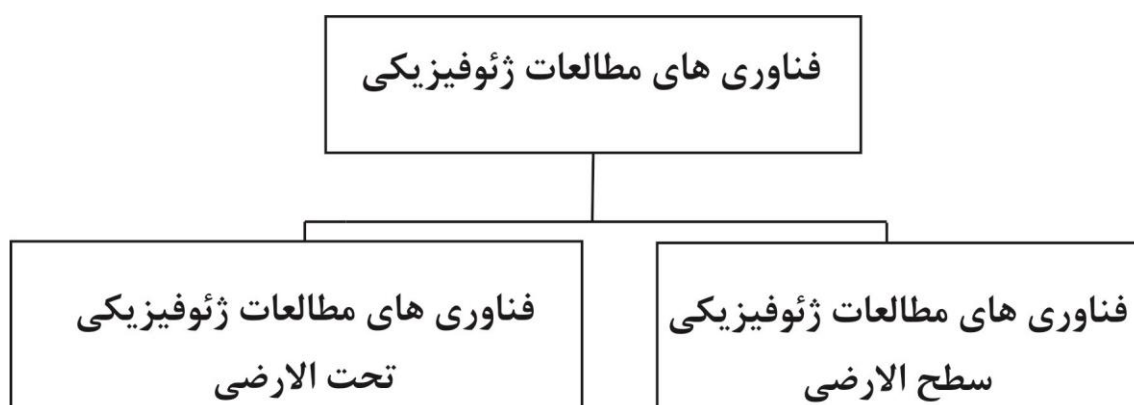 فناوری های مطالعات ژئوفیزیکی
فناوری های مطالعات ژئوفیزیکی
سطح الارضی
فناوری های مطالعات ژئوفیزیکی
تحت الارضی